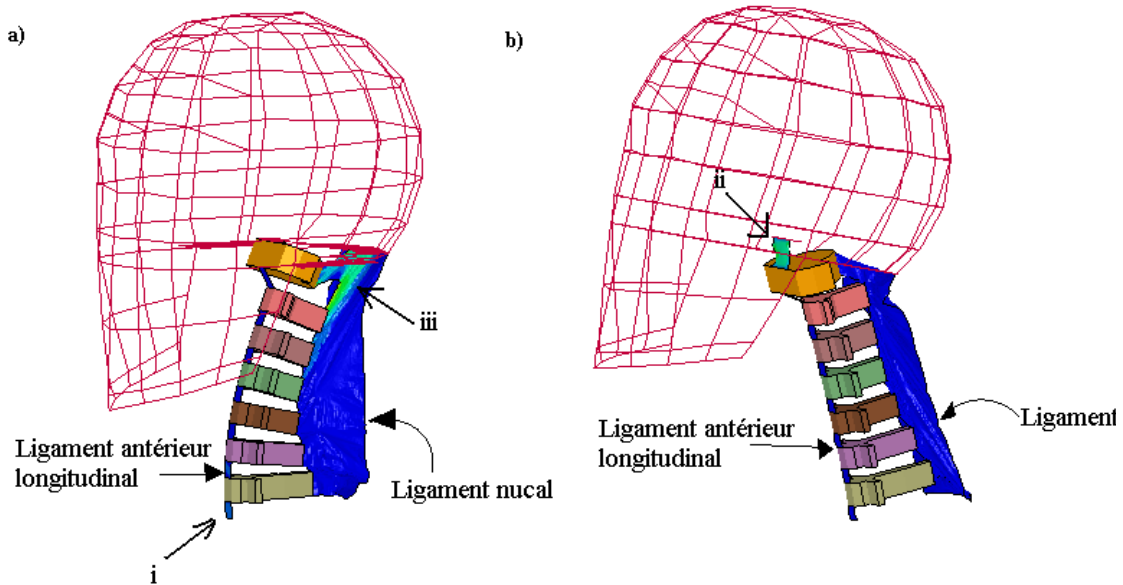 a)
b)
ii
iii
Ligament antérieur
longitudinal
Ligament nucal
i
Ligament antérieur
longitudinal
Ligament